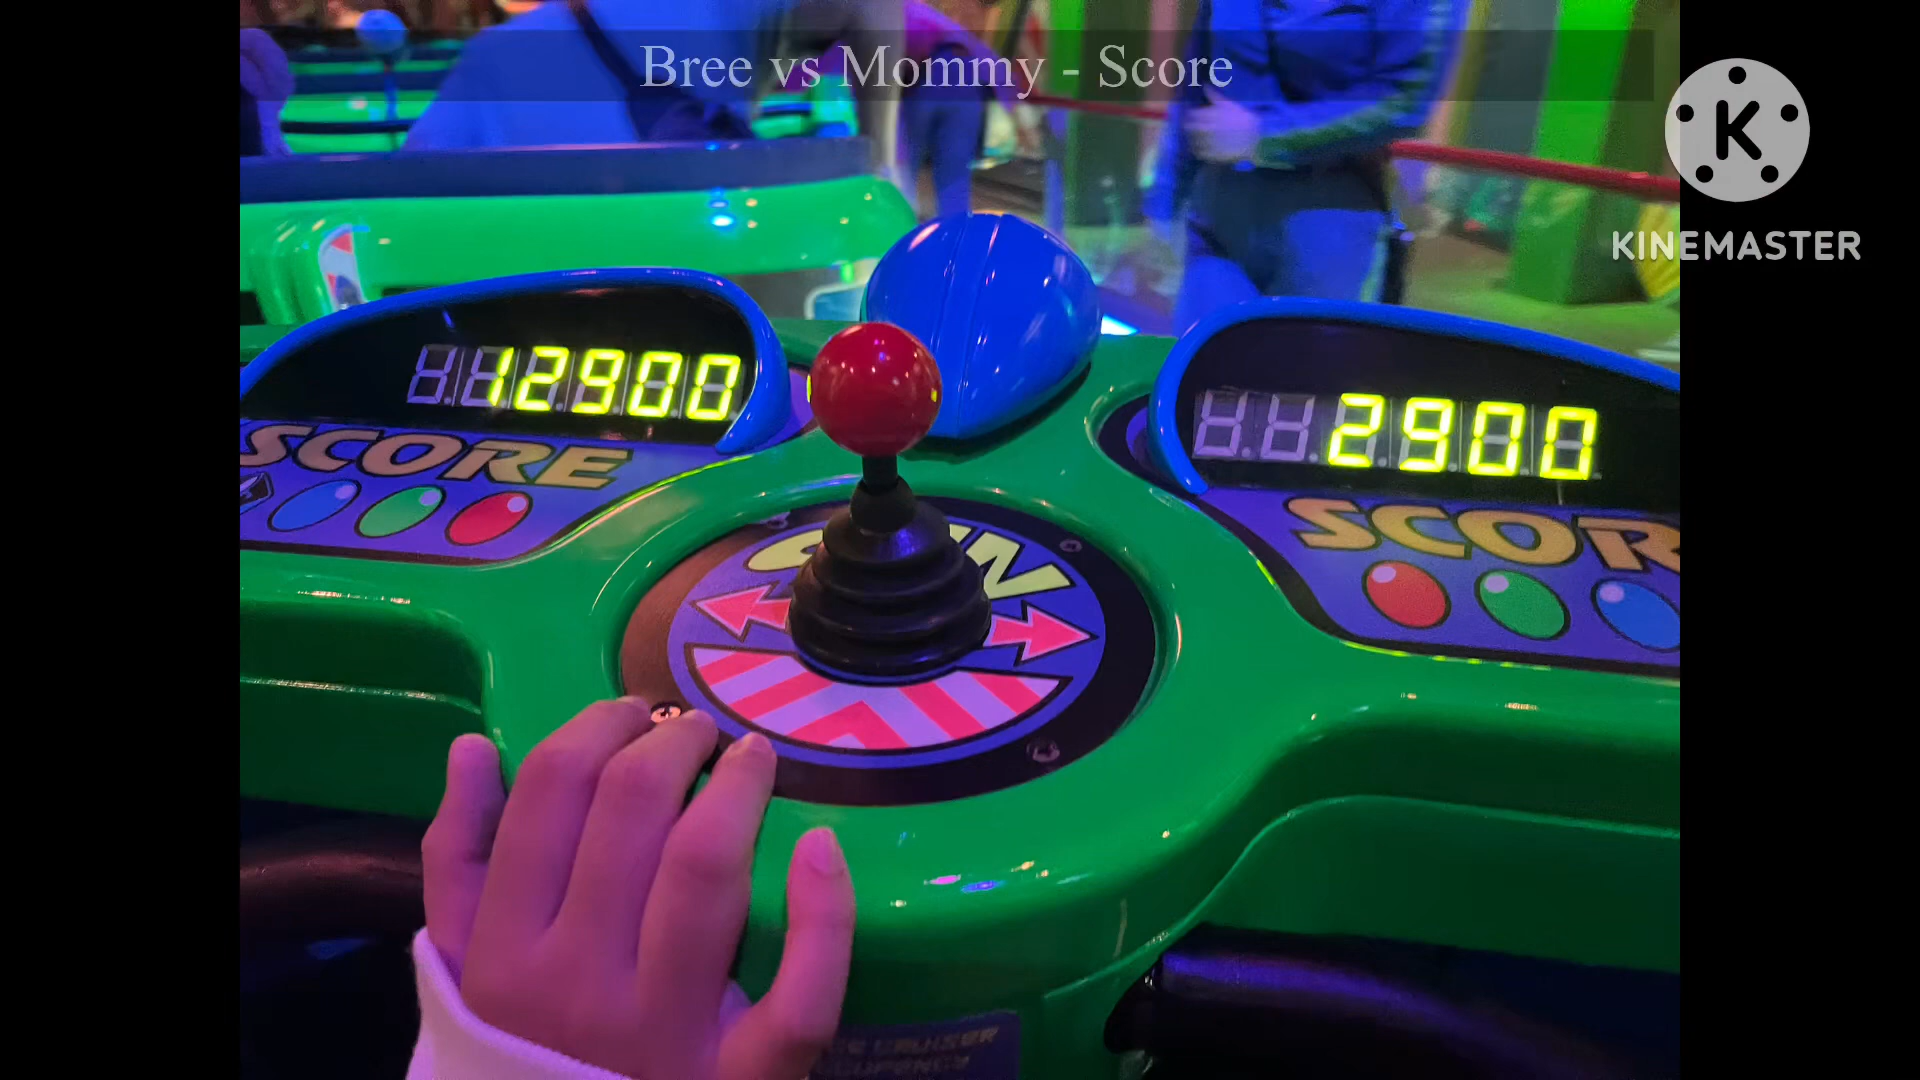 Bree vs Mommy - Score
K
KINEMASTER
12900
2900
SCORE
SCOR